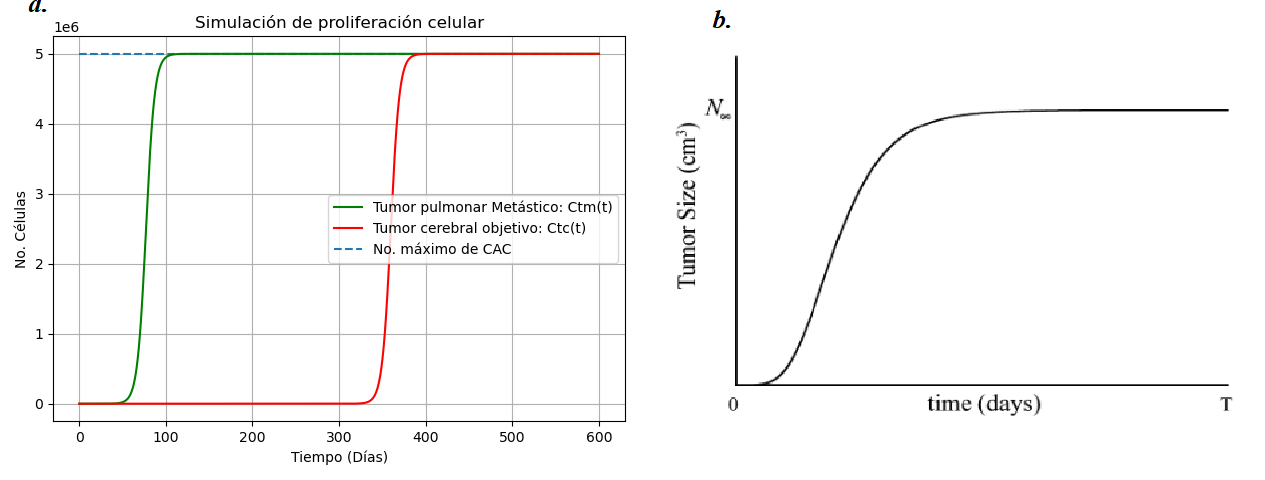 a.
Simulación de proliferación celular
1e6
5
4
3
2
1
0
No. Células
Tumor pulmonar Metástico: Ctm(t)
Tumor cerebral objetivo: Ctc(t)
No. máximo de CAC
0 100 200 300 400 500 600
Tiempo (Días)
b.
N∞
Tumor Size (cm³)
0 time (days) T